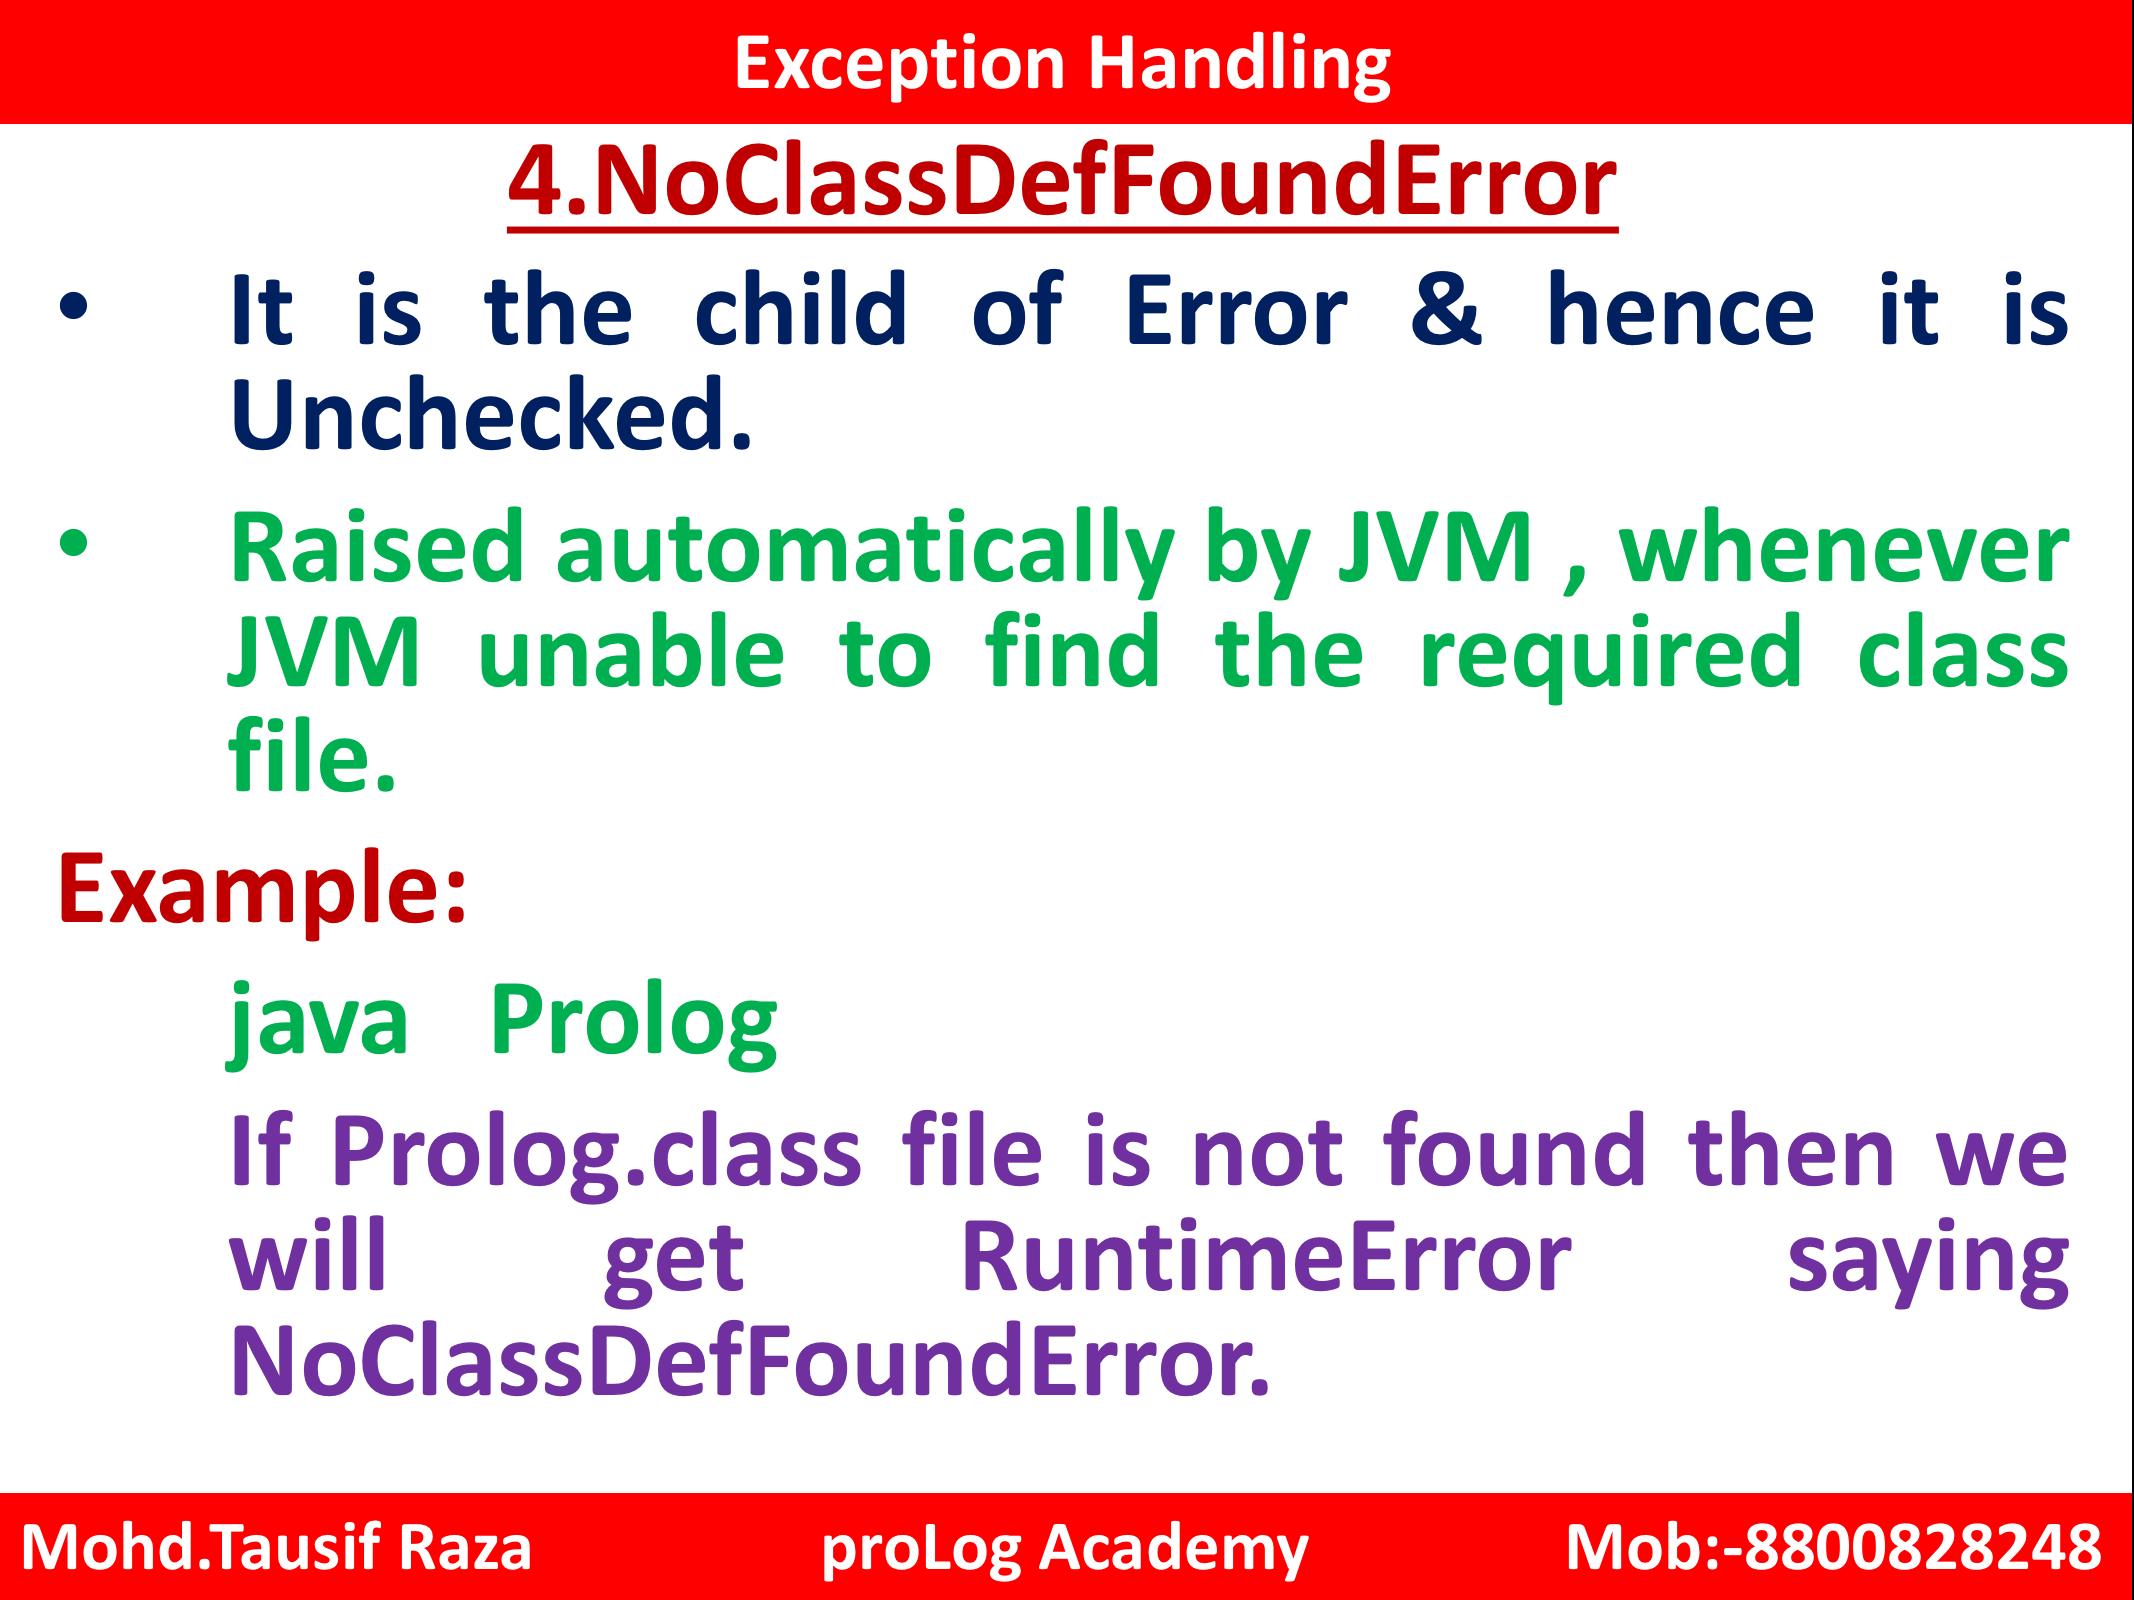 Exception Handling
4.NoClassDefFoundError
• It is the child of Error & hence it is
Unchecked.
• Raised automatically by JVM , whenever
JVM unable to find the required class
file.
Example:
java Prolog
If Prolog.class file is not found then we
will get RuntimeError saying
NoClassDefFoundError.
Mohd.Tausif Raza proLog Academy Mob:-8800828248